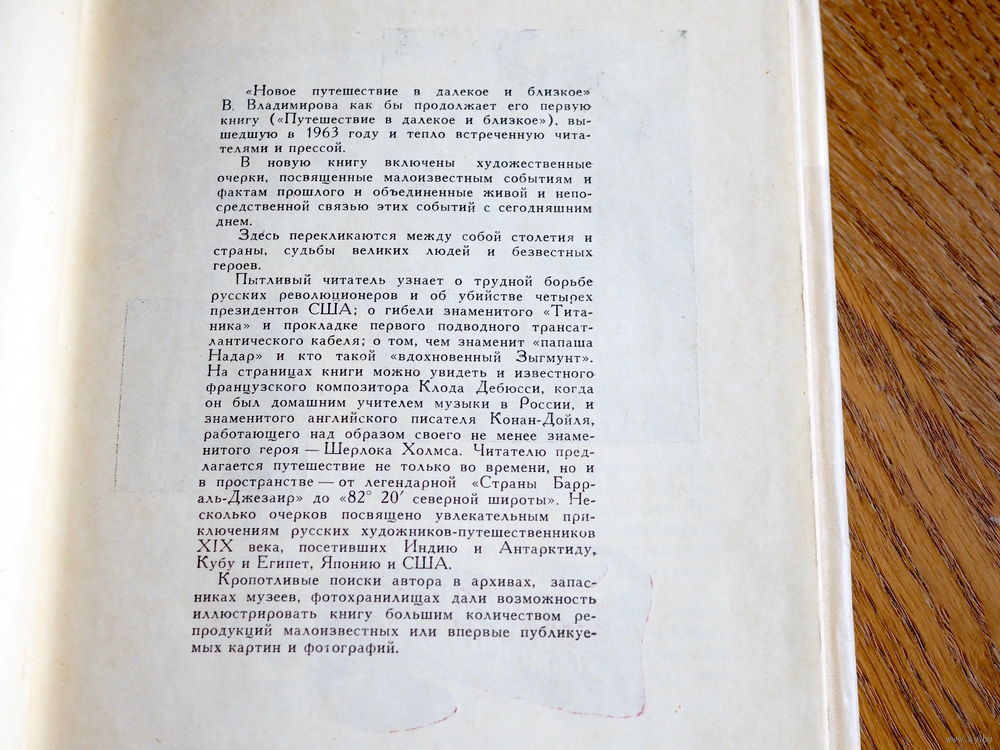 «Новое путешествие в далекое и близкое»
В. Владимирова как бы продолжает его первую
книгу («Путешествие в далекое и близкое»), вы-
шедшую в 1963 году и тепло встреченную чита-
телями и прессой.
В новую книгу включены художественные
очерки, посвященные малоизвестным событиям и
фактам прошлого и объединенные живой и непо-
средственной связью этих событий с сегодняшним
днем.
Здесь перекликаются между собой столетия и
страны, судьбы великих людей и безвестных
героев.
Пытливый читатель узнает о трудной борьбе
русских революционеров и об убийстве четырех
президентов США; о гибели знаменитого «Тита-
ника» и прокладке первого подводного трансат-
лантического кабеля; о том, чем знаменит «папаша
Надар» и кто такой «вдохновенный Зыгмунт».
На страницах книги можно увидеть и известного
французского композитора Клода Дебюсси, когда
он был домашним учителем музыки в России, и
знаменитого английского писателя Конан-Дойля,
работающего над образом своего не менее знаме-
нитого героя — Шерлока Холмса. Читателю пред-
лагается путешествие не только во времени, но и
в пространстве — от легендарной «Страны Барр-
аль-Джезаир» до «82° 20′ северной широты». Не-
сколько очерков посвящено увлекательным при-
ключениям русских художников-путешественников
XIX века, посетивших Индию и Антарктиду,
Кубу и Египет, Японию и США.
Кропотливые поиски автора в архивах, запас-
никах музеев, фотохранилищах дали возможность
иллюстрировать книгу большим количеством ре-
продукций малоизвестных или впервые публикуе-
мых картин и фотографий.
www.ay.by